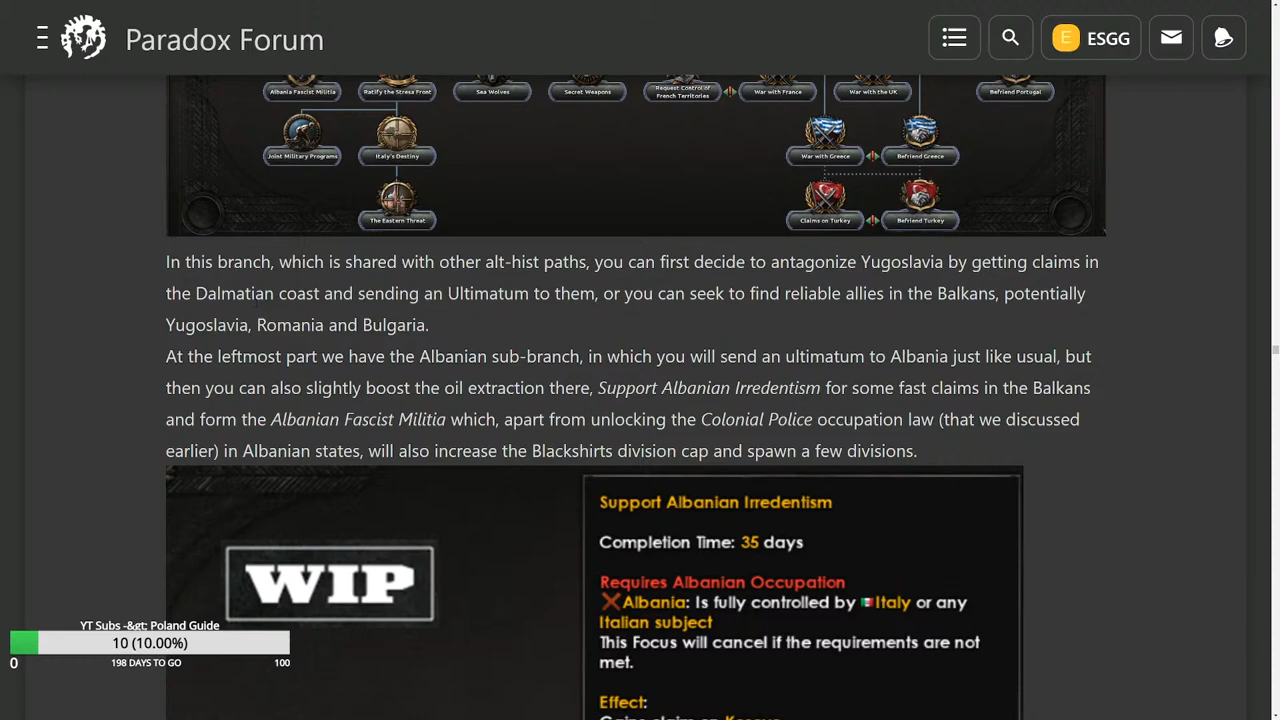 Paradox Forum
E ESGG
Albania Fascist Militia
Ratify the Stresa Front
Sea Wolves
Secret Weapons
Request Control of French Territories
War with France
War with the UK
Befriend Portugal
Joint Military Programs
Italy's Destiny
War with Greece
Befriend Greece
The Eastern Threat
Claims on Turkey
Befriend Turkey
In this branch, which is shared with other alt-hist paths, you can first decide to antagonize Yugoslavia by getting claims in
the Dalmatian coast and sending an Ultimatum to them, or you can seek to find reliable allies in the Balkans, potentially
Yugoslavia, Romania and Bulgaria.
At the leftmost part we have the Albanian sub-branch, in which you will send an ultimatum to Albania just like usual, but
then you can also slightly boost the oil extraction there, Support Albanian Irredentism for some fast claims in the Balkans
and form the Albanian Fascist Militia which, apart from unlocking the Colonial Police occupation law (that we discussed
earlier) in Albanian states, will also increase the Blackshirts division cap and spawn a few divisions.
WIP
Support Albanian Irredentism
Completion Time: 35 days
Requires Albanian Occupation
Albania: Is fully controlled by Italy or any
Italian subject
This Focus will cancel if the requirements are not
met.
Effect:
YT Subs -&gt; Poland Guide
10 (10.00%)
0
198 DAYS TO GO
100